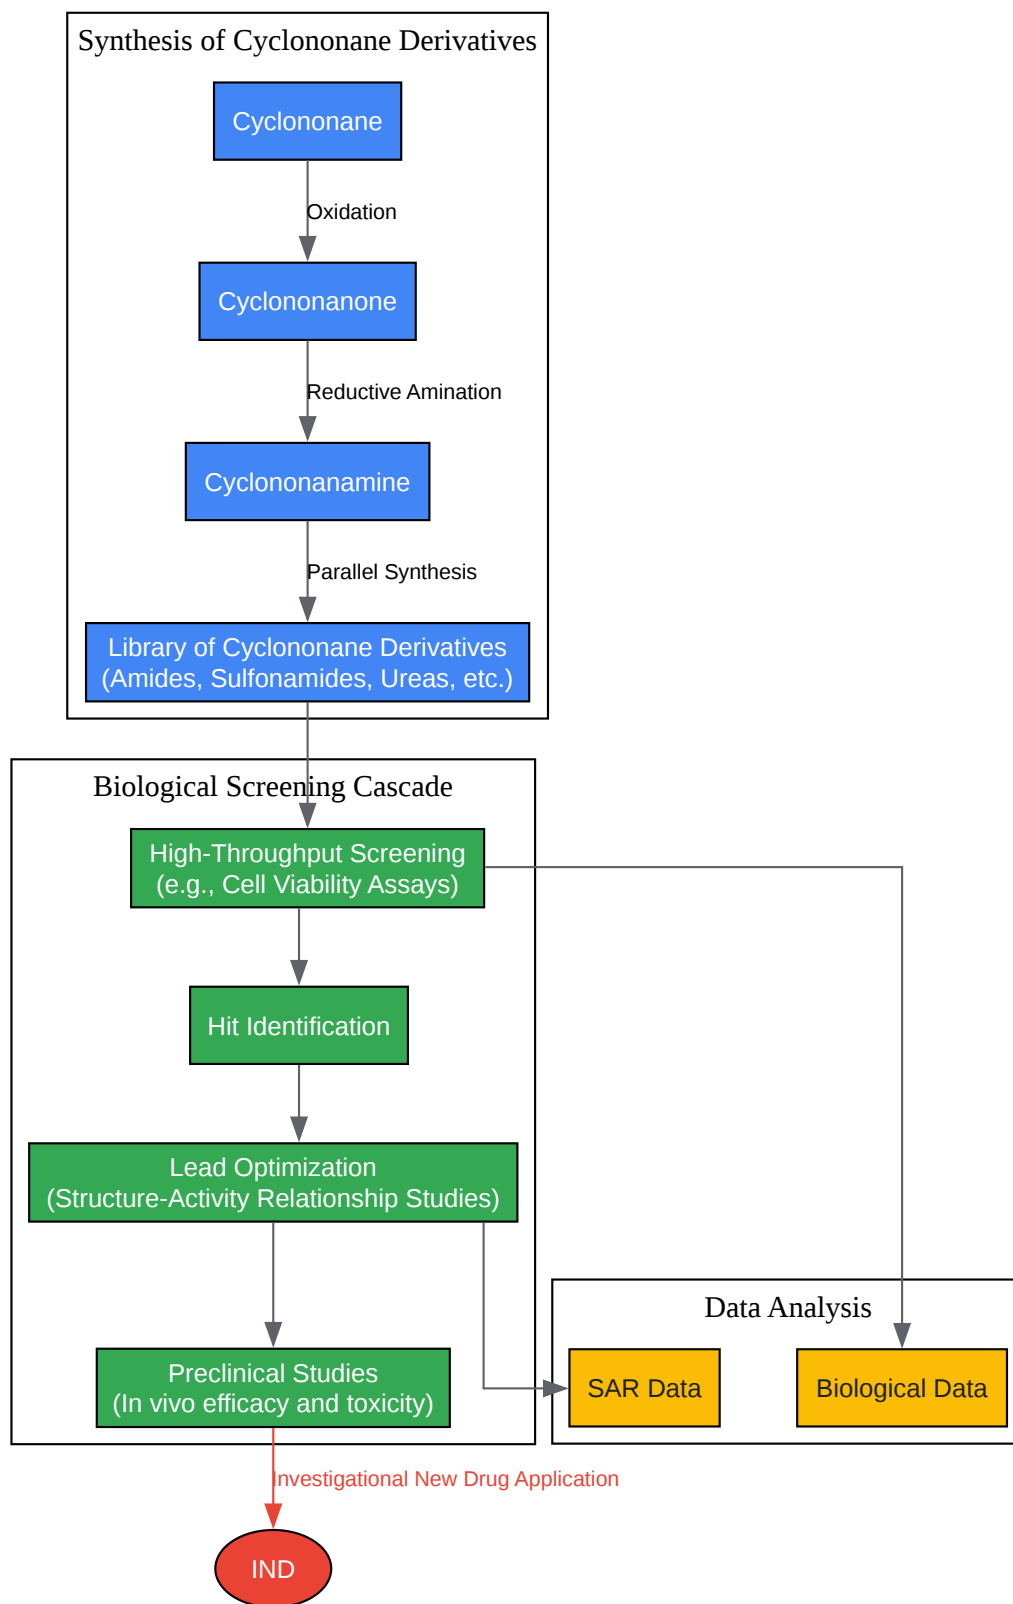 Synthesis of Cyclononane Derivatives
Cyclononane
Oxidation
Cyclononanone
Reductive Amination
Cyclononanamine
Parallel Synthesis
Library of Cyclononane Derivatives
(Amides, Sulfonamides, Ureas, etc.)
Biological Screening Cascade
High-Throughput Screening
(e.g., Cell Viability Assays)
Hit Identification
Lead Optimization
(Structure-Activity Relationship Studies)
Preclinical Studies
(In vivo efficacy and toxicity)
Data Analysis
SAR Data
Biological Data
Investigational New Drug Application
IND